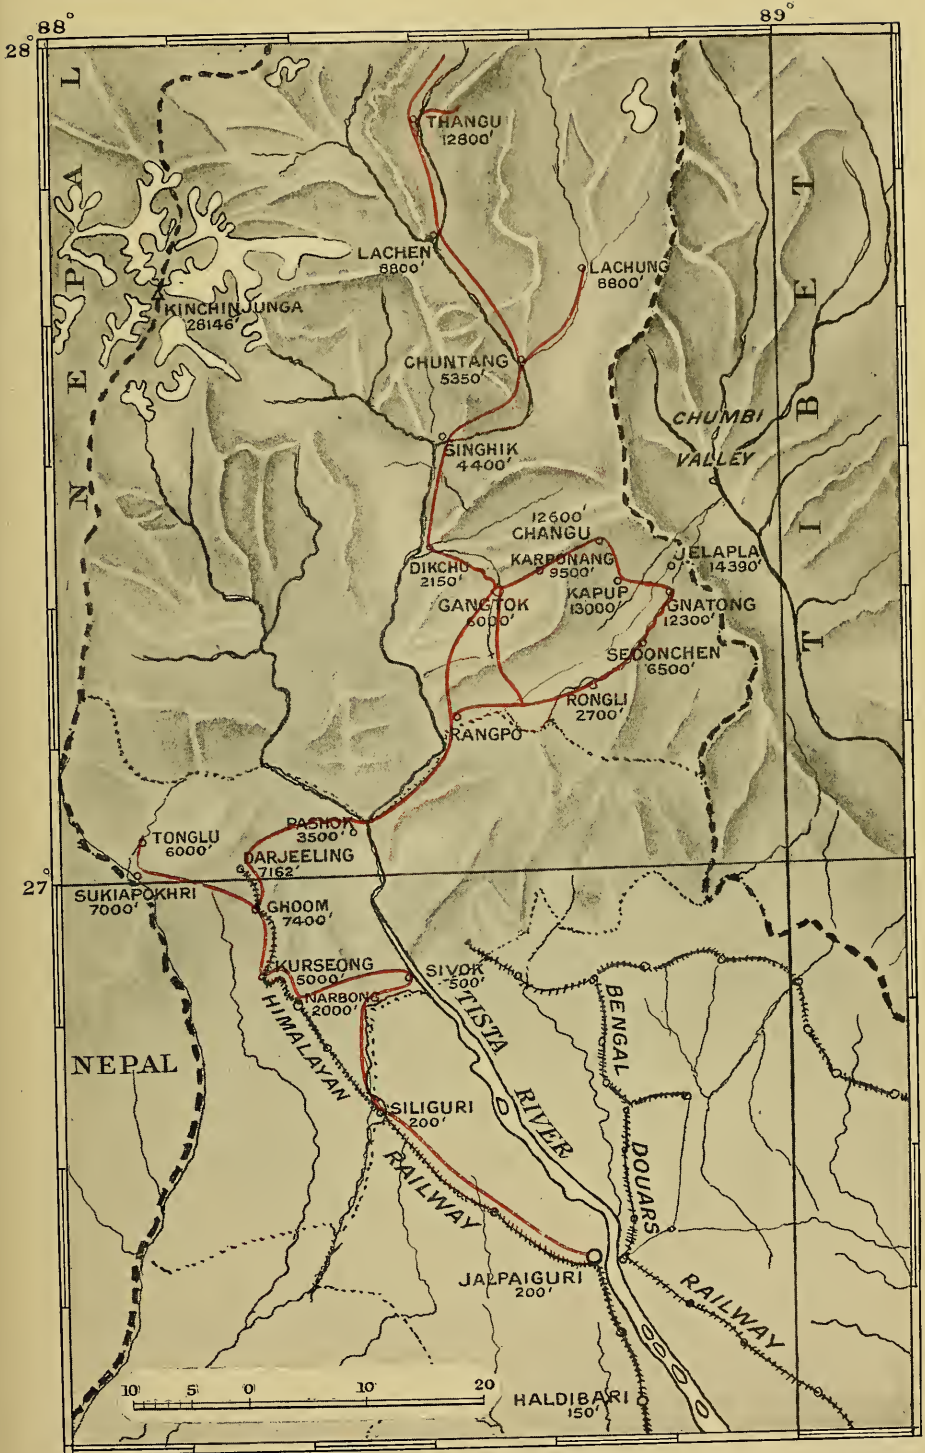 88°
89°
28°
NEPAL
THANGU
12800'
LACHEN
8800'
LACHUNG
8800'
TIBET
KINCHINJUNGA
28146'
CHUNTANG
5350'
CHUMBI
VALLEY
SINGHIK
4400'
12600'
CHANGU
DIKCHU
2150'
KARPONANG
9500'
JELAPLA
14390'
GANGTOK
6000'
KAPUP
13000'
GNATONG
12300'
SEDONCHEN
6500'
RONGLI
2700'
RANGPO
PASHOK
3500'
TONGLU
6000'
DARJEELING
7162'
27°
SUKIAPOKHRI
7000'
GHOOM
7400'
KURSEONG
5000'
SIVOK
500'
NARBONG
2000'
HIMALAYAN
RAILWAY
TISTA
RIVER
BENGAL
DOUARS
RAILWAY
NEPAL
SILIGURI
200'
JALPAIGURI
200'
HALDIBARI
150'
10 5' 0' 10' 20